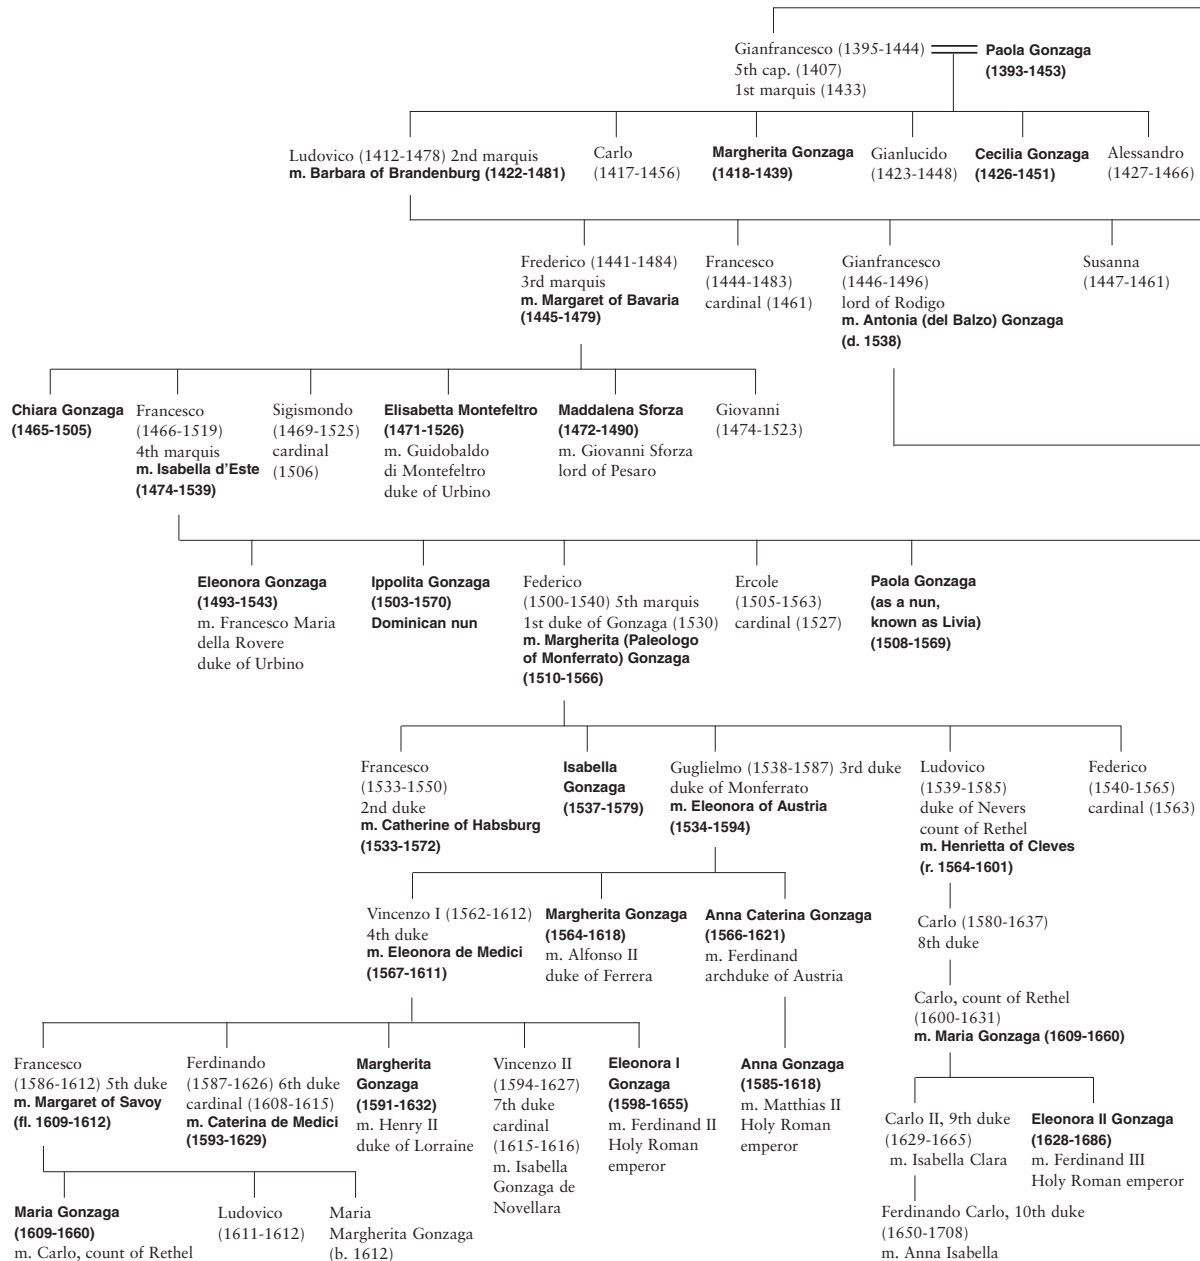 Gianfrancesco (1395-1444)
5th cap. (1407)
1st marquis (1433)
Paola Gonzaga
(1393-1453)
Ludovico (1412-1478) 2nd marquis
m. Barbara of Brandenburg (1422-1481)
Carlo
(1417-1456)
Margherita Gonzaga
(1418-1439)
Gianlucido
(1423-1448)
Cecilia Gonzaga
(1426-1451)
Alessandro
(1427-1466)
Frederico (1441-1484)
3rd marquis
m. Margaret of Bavaria
(1445-1479)
Francesco
(1444-1483)
cardinal (1461)
Gianfrancesco
(1446-1496)
lord of Rodigo
m. Antonia (del Balzo) Gonzaga
(d. 1538)
Susanna
(1447-1461)
Chiara Gonzaga
(1465-1505)
Francesco
(1466-1519)
4th marquis
m. Isabella d'Este
(1474-1539)
Sigismondo
(1469-1525)
cardinal
(1506)
Elisabetta Montefeltro
(1471-1526)
m. Guidobaldo
di Montefeltro
duke of Urbino
Maddalena Sforza
(1472-1490)
m. Giovanni Sforza
lord of Pesaro
Giovanni
(1474-1523)
Eleonora Gonzaga
(1493-1543)
m. Francesco Maria
della Rovere
duke of Urbino
Ippolita Gonzaga
(1503-1570)
Dominican nun
Federico
(1500-1540) 5th marquis
1st duke of Gonzaga (1530)
m. Margherita (Paleologo
of Monferrato) Gonzaga
(1510-1566)
Ercole
(1505-1563)
cardinal (1527)
Paola Gonzaga
(as a nun,
known as Livia)
(1508-1569)
Francesco
(1533-1550)
2nd duke
m. Catherine of Habsburg
(1533-1572)
Isabella
Gonzaga
(1537-1579)
Guglielmo (1538-1587) 3rd duke
duke of Monferrato
m. Eleonora of Austria
(1534-1594)
Ludovico
(1539-1585)
duke of Nevers
count of Rethel
m. Henrietta of Cleves
(r. 1564-1601)
Federico
(1540-1565)
cardinal (1563)
Vincenzo I (1562-1612)
4th duke
m. Eleonora de Medici
(1567-1611)
Margherita Gonzaga
(1564-1618)
m. Alfonso II
duke of Ferrera
Anna Caterina Gonzaga
(1566-1621)
m. Ferdinand
archduke of Austria
Carlo (1580-1637)
8th duke
Carlo, count of Rethel
(1600-1631)
m. Maria Gonzaga (1609-1660)
Francesco
(1586-1612) 5th duke
m. Margaret of Savoy
(fl. 1609-1612)
Ferdinando
(1587-1626) 6th duke
cardinal (1608-1615)
m. Caterina de Medici
(1593-1629)
Margherita
Gonzaga
(1591-1632)
m. Henry II
duke of Lorraine
Vincenzo II
(1594-1627)
7th duke
cardinal
(1615-1616)
m. Isabella
Gonzaga de
Novellara
Eleonora I
Gonzaga
(1598-1655)
m. Ferdinand II
Holy Roman
emperor
Anna Gonzaga
(1585-1618)
m. Matthias II
Holy Roman
emperor
Carlo II, 9th duke
(1629-1665)
m. Isabella Clara
Eleonora II Gonzaga
(1628-1686)
m. Ferdinand III
Holy Roman emperor
Maria Gonzaga
(1609-1660)
m. Carlo, count of Rethel
Ludovico
(1611-1612)
Maria
Margherita Gonzaga
(b. 1612)
Ferdinando Carlo, 10th duke
(1650-1708)
m. Anna Isabella